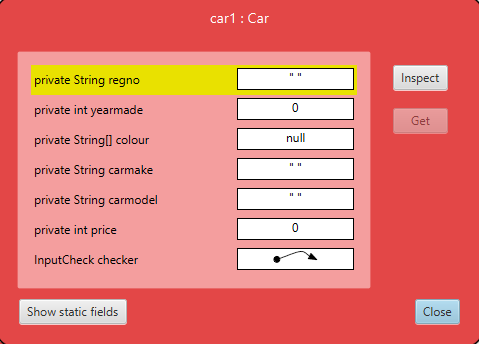 car1 : Car
private String regno " " Inspect
private int yearmade 0
Get
private String[] colour null
private String carmake " "
private String carmodel " "
private int price 0
InputCheck checker
Show static fields Close